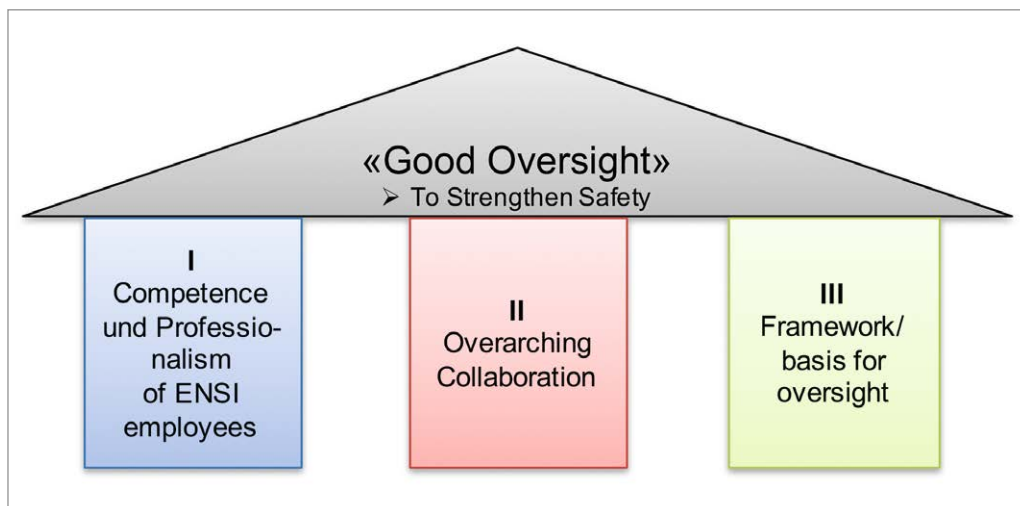 «Good Oversight»
➢ To Strengthen Safety
I
Competence
und Professio-
nalism
of ENSI
employees
II
Overarching
Collaboration
III
Framework/
basis for
oversight